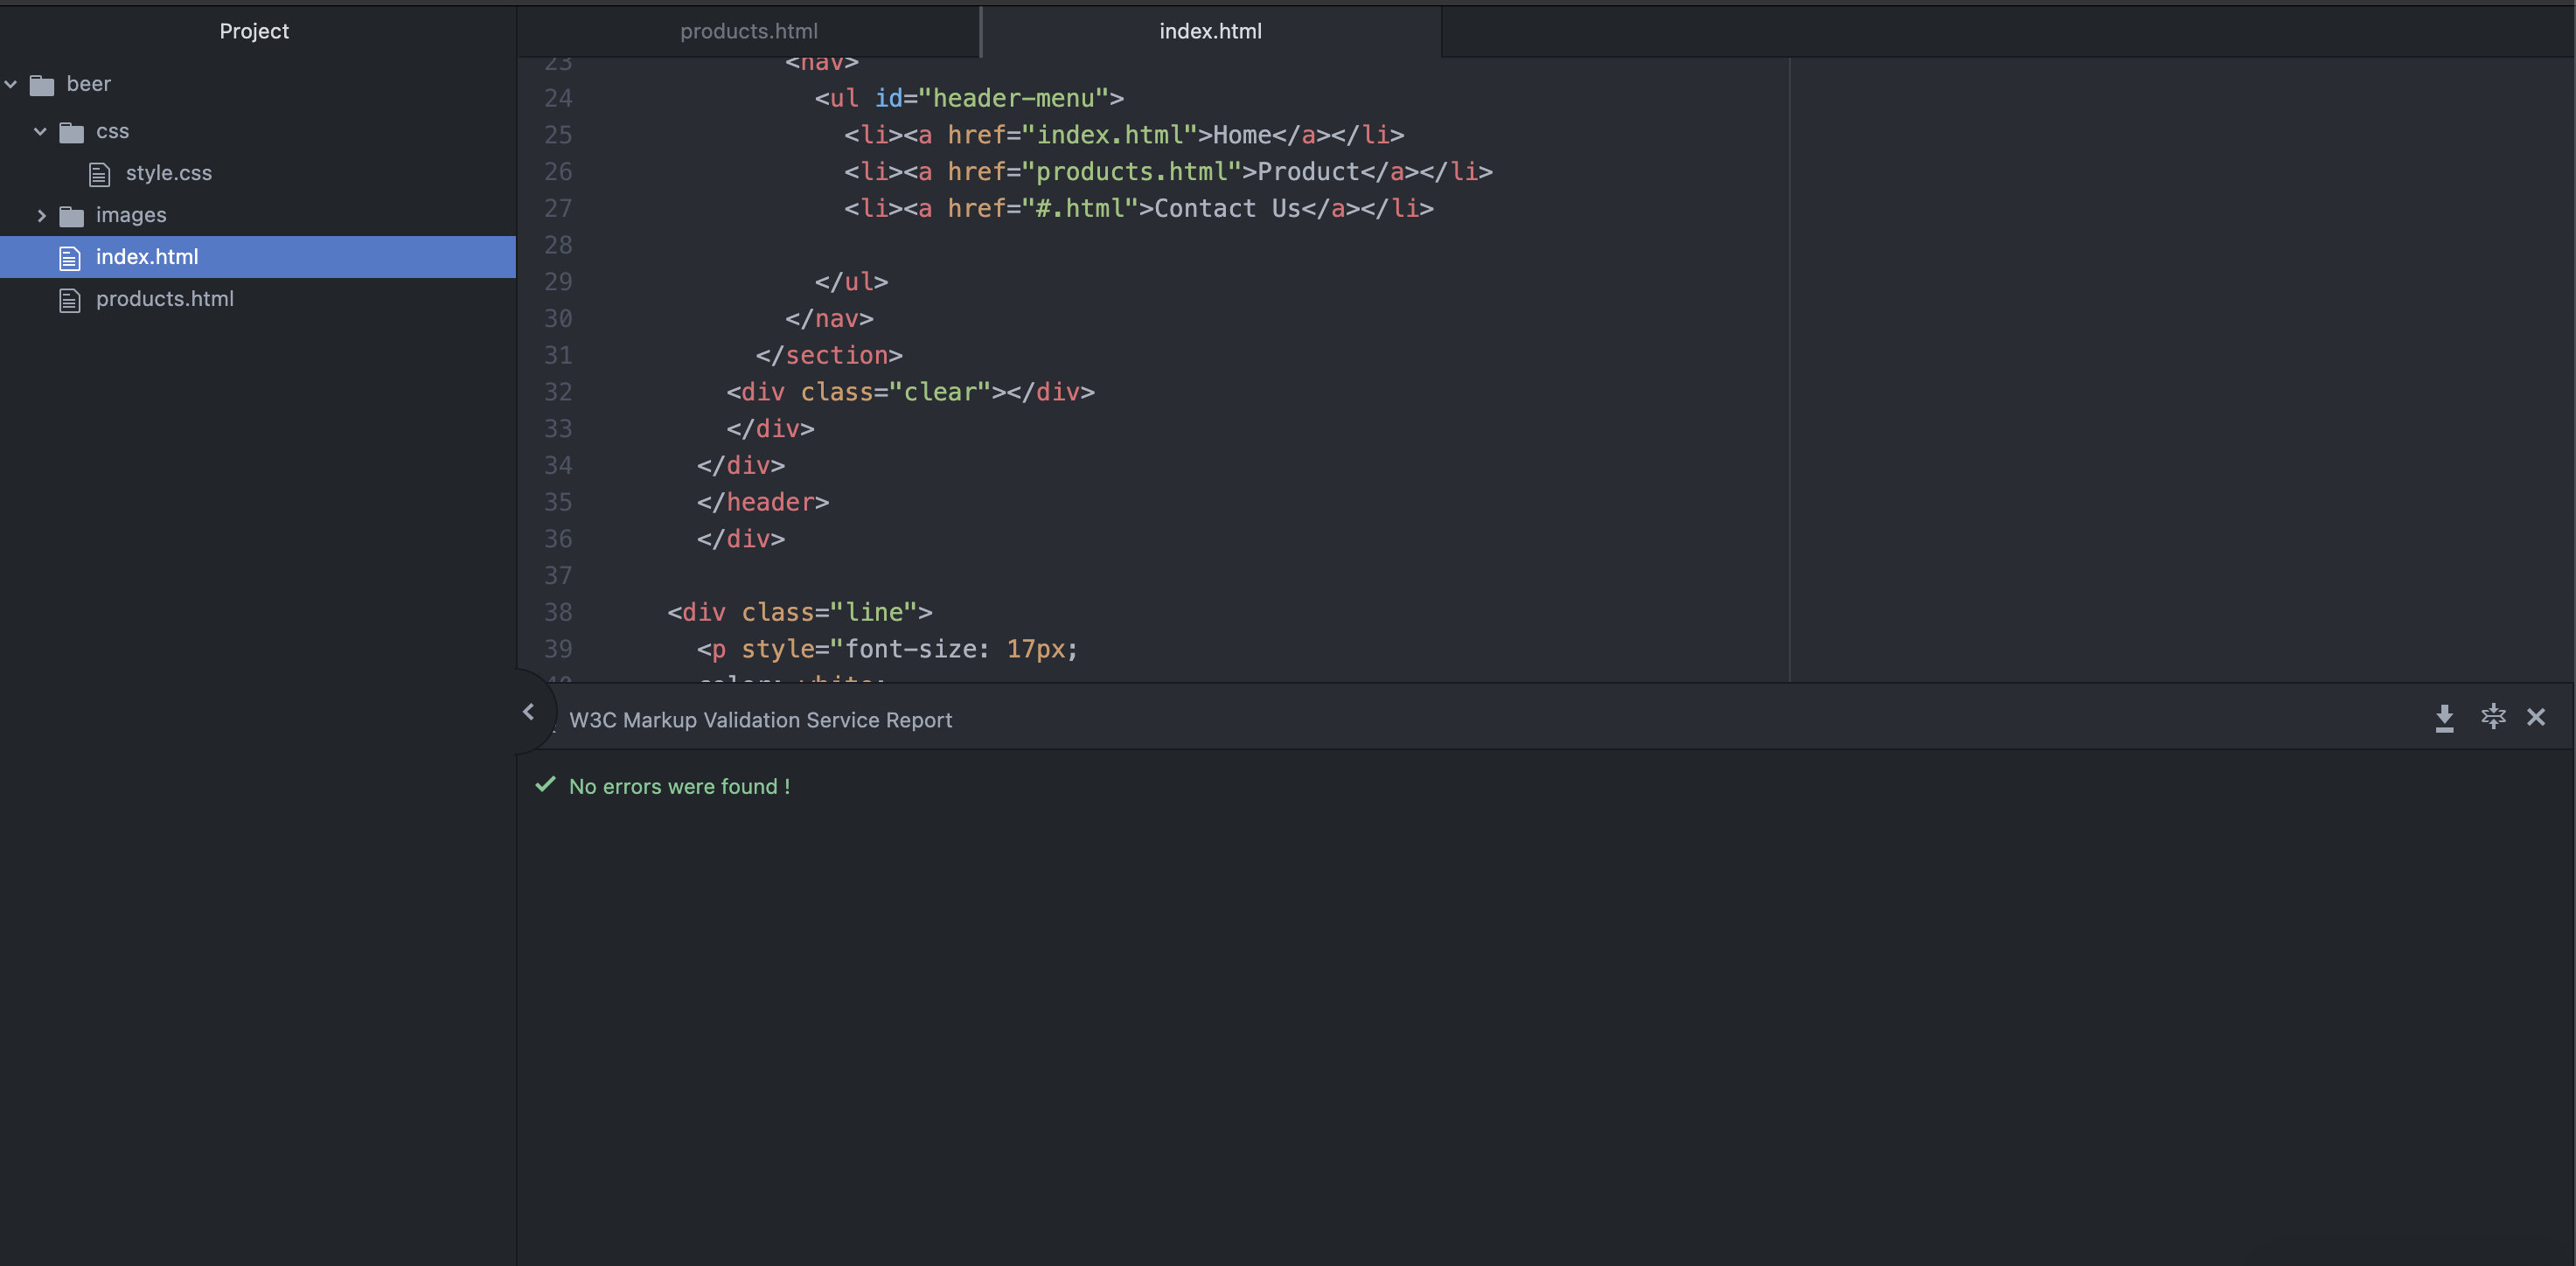 Project
products.html
index.html
beer
css
style.css
images
index.html
products.html
23 <nav>
24 <ul id="header-menu">
25 <li><a href="index.html">Home</a></li>
26 <li><a href="products.html">Product</a></li>
27 <li><a href="#.html">Contact Us</a></li>
28
29 </ul>
30 </nav>
31 </section>
32 <div class="clear"></div>
33 </div>
34 </div>
35 </header>
36 </div>
37
38 <div class="line">
39 <p style="font-size: 17px;
40 color: white;
W3C Markup Validation Service Report
No errors were found !